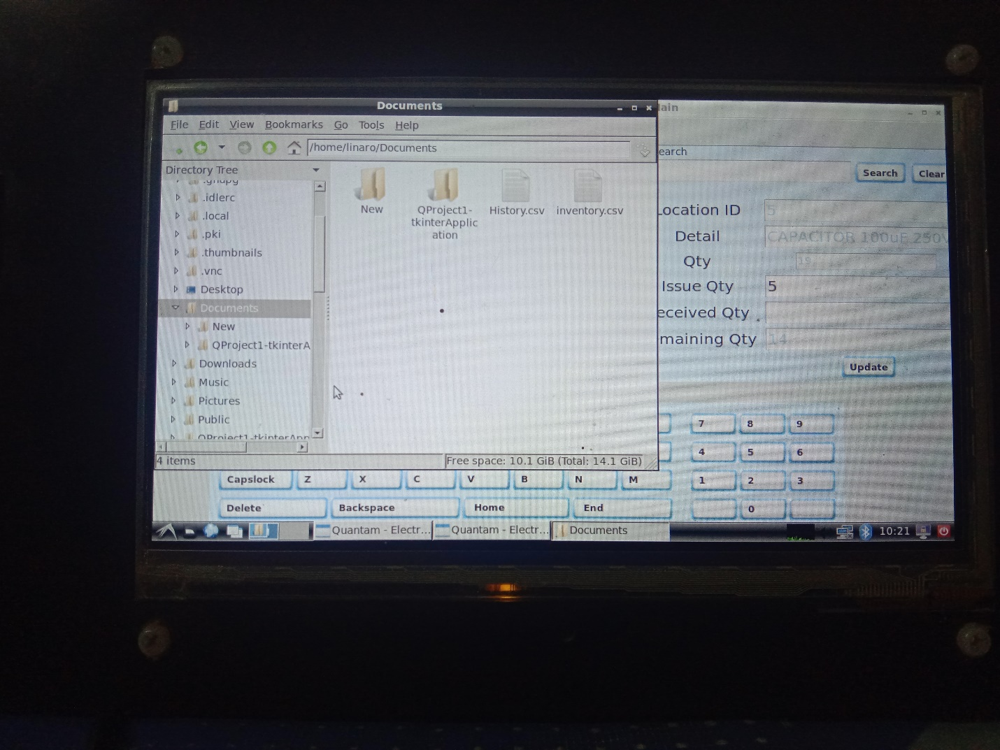 Documents
File Edit View Bookmarks Go Tools Help
/home/linaro/Documents
Directory Tree
.gnupg
.idlerc
.local
.pki
.thumbnails
.vnc
Desktop
Documents
New
QProject1-tkinterA
Downloads
Music
Pictures
Public
QProject1-tkinterApp
New
QProject1-
tkinterApplic
ation
History.csv
inventory.csv
4 items
Free space: 10.1 GiB (Total: 14.1 GiB)
ain
earch
Search Clear
Location ID 5
Detail CAPACITOR 100uF 250V
Qty 19
Issue Qty 5
eceived Qty
maining Qty 14
Update
7 8 9
4 5 6
Capslock Z X C V B N M 1 2 3
Delete Backspace Home End 0
Quantam - Electr... Quantam - Electr... Documents 10:21